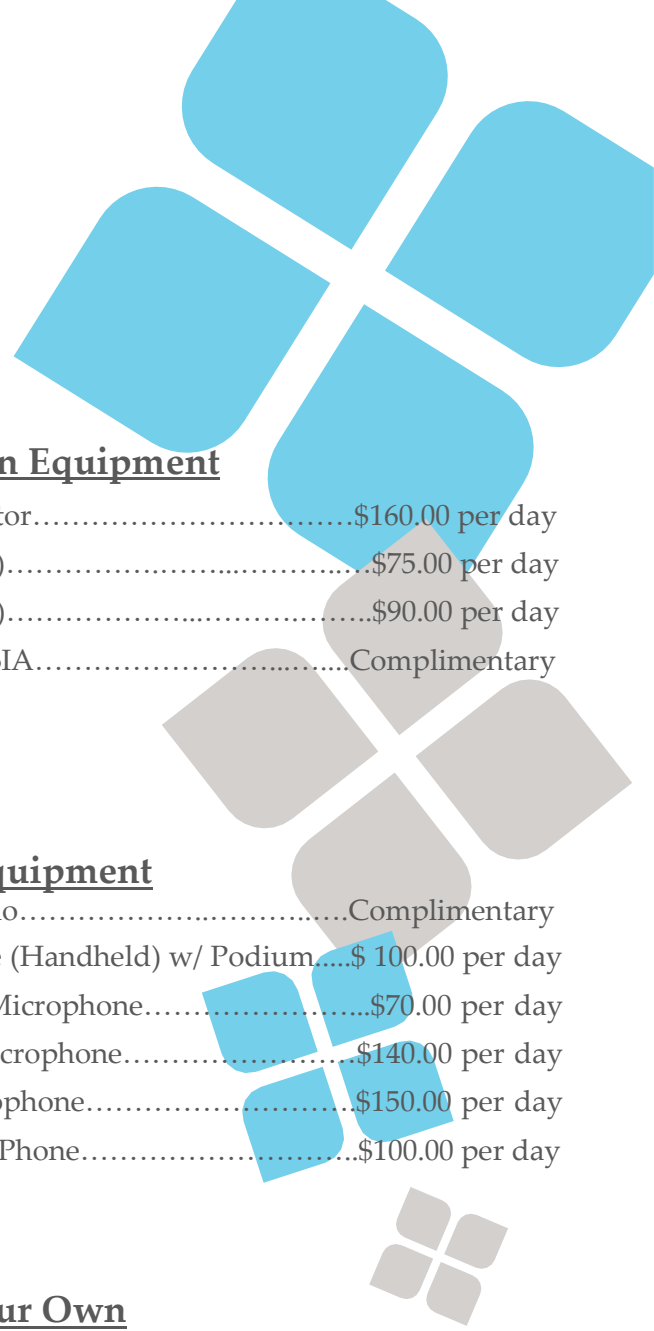 n Equipment
tor……………………………….$160.00 per day
)…………….……...………..….$75.00 per day
)…………………...………..…..$90.00 per day
SIA……………………..…....Complimentary
quipment
o………………..………..….Complimentary
e (Handheld) w/ Podium.....$ 100.00 per day
Microphone…………………...$70.00 per day
crophone…………………….$140.00 per day
ophone……………………….$150.00 per day
Phone………………………..$100.00 per day
ur Own